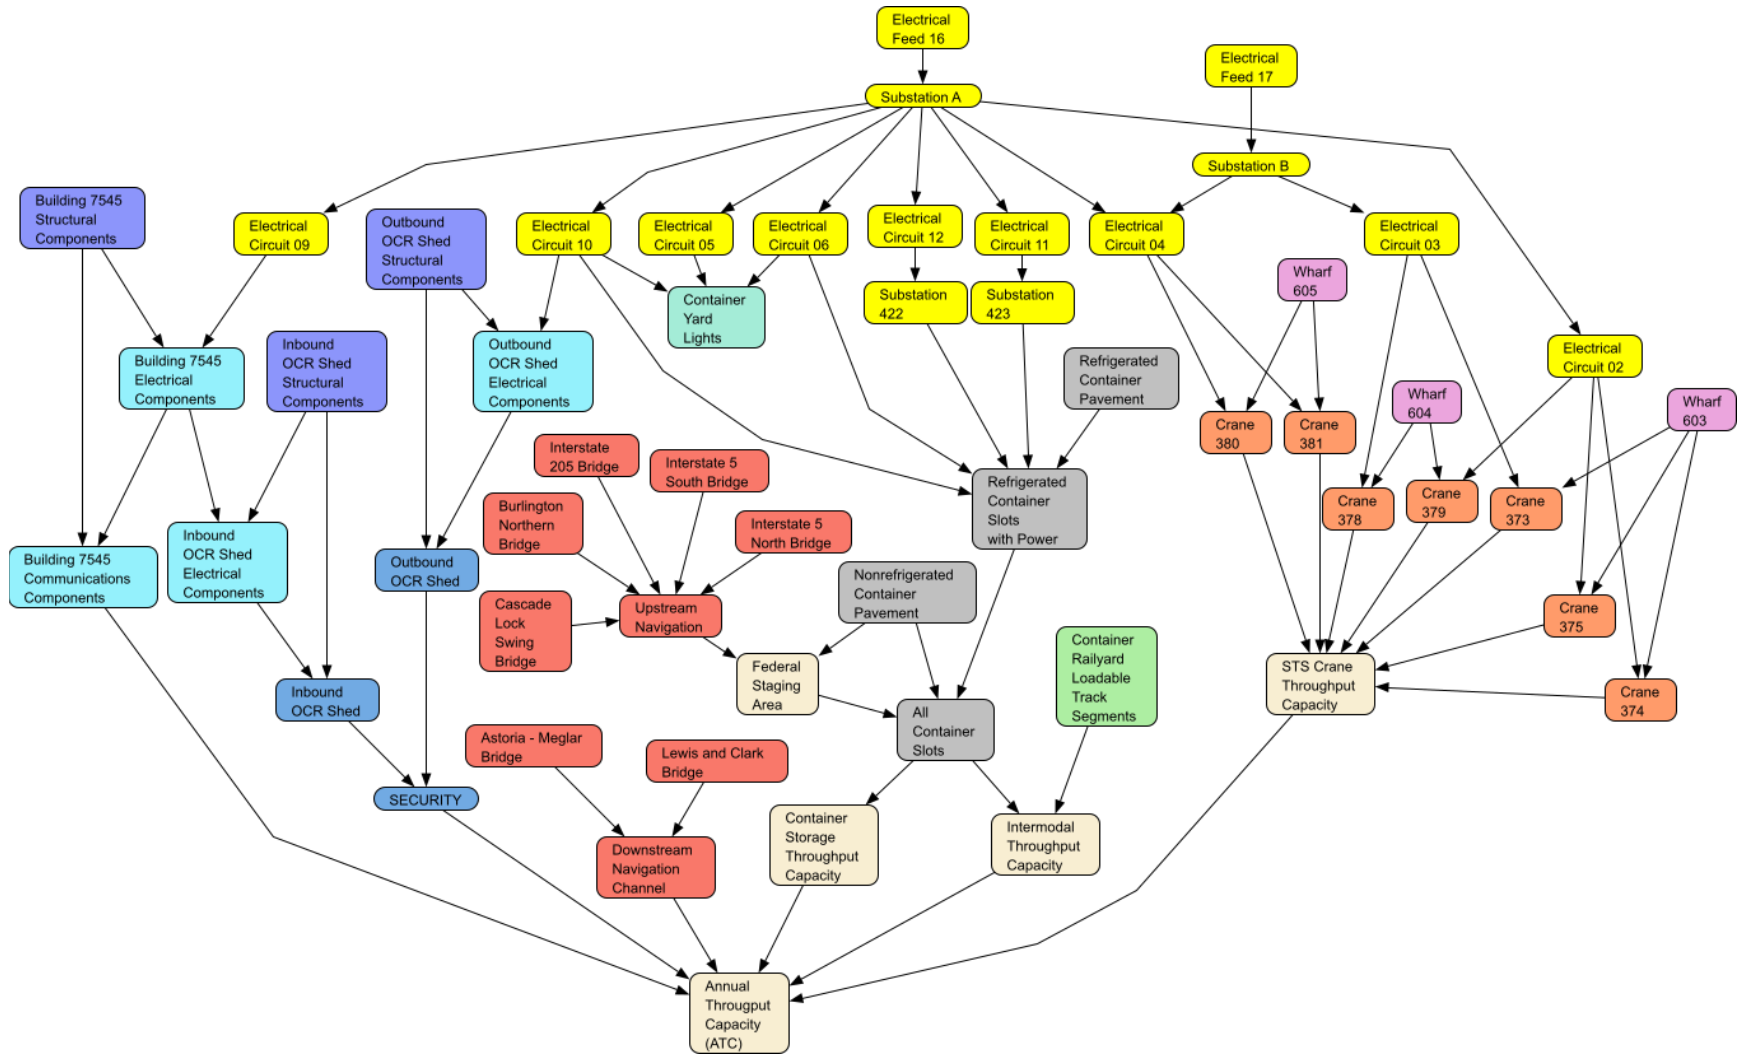 Electrical
Feed 16
Electrical
Feed 17
Substation A
Substation B
Building 7545
Structural
Components
Electrical
Circuit 09
Outbound
OCR Shed
Structural
Components
Electrical
Circuit 10
Electrical
Circuit 05
Electrical
Circuit 06
Electrical
Circuit 12
Electrical
Circuit 11
Electrical
Circuit 04
Electrical
Circuit 03
Wharf
605
Container
Yard
Lights
Substation
422
Substation
423
Building 7545
Electrical
Components
Inbound
OCR Shed
Structural
Components
Outbound
OCR Shed
Electrical
Components
Refrigerated
Container
Pavement
Electrical
Circuit 02
Wharf
604
Wharf
603
Crane
380
Crane
381
Interstate
205 Bridge
Interstate 5
South Bridge
Refrigerated
Container
Slots
with Power
Crane
378
Crane
379
Crane
373
Burlington
Northern
Bridge
Interstate 5
North Bridge
Building 7545
Communications
Components
Inbound
OCR Shed
Electrical
Components
Outbound
OCR Shed
Nonrefrigerated
Container
Pavement
Cascade
Lock
Swing
Bridge
Upstream
Navigation
Crane
375
Container
Railyard
Loadable
Track
Segments
Federal
Staging
Area
STS Crane
Throughput
Capacity
Inbound
OCR Shed
Crane
374
All
Container
Slots
Astoria - Meglar
Bridge
Lewis and Clark
Bridge
SECURITY
Container
Storage
Throughput
Capacity
Intermodal
Throughput
Capacity
Downstream
Navigation
Channel
Annual
Througput
Capacity
(ATC)